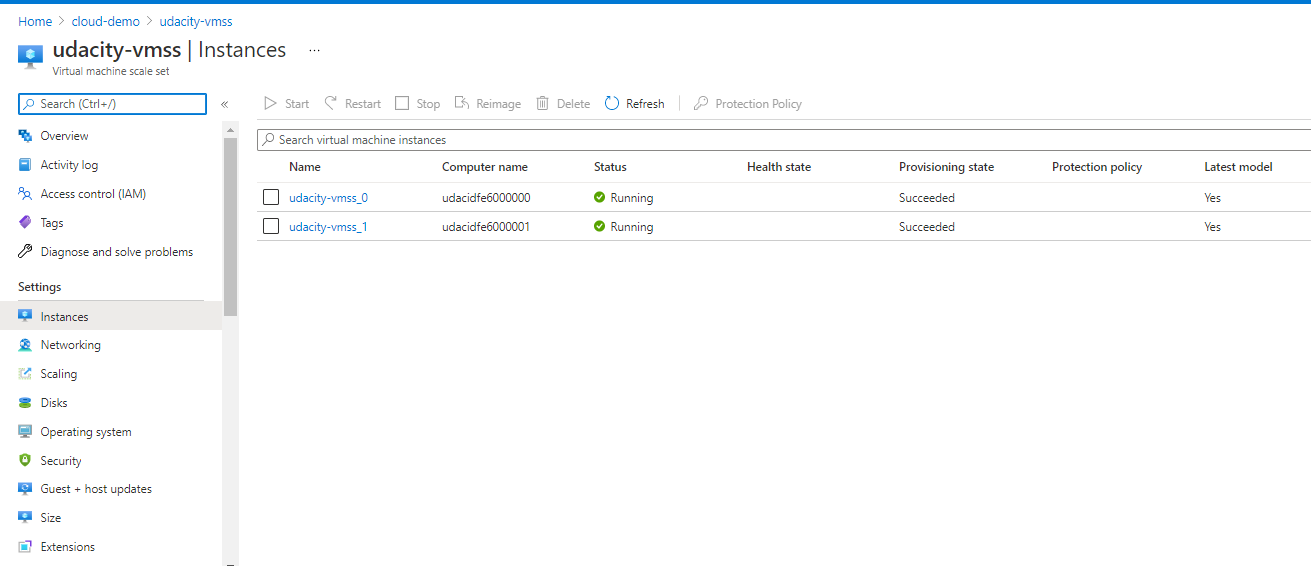 Home > cloud-demo > udacity-vmss
udacity-vmss | Instances ...
Virtual machine scale set
Search (Ctrl+/) «
Overview
Activity log
Access control (IAM)
Tags
Diagnose and solve problems
Settings
Instances
Networking
Scaling
Disks
Operating system
Security
Guest + host updates
Size
Extensions
Start Restart Stop Reimage Delete Refresh Protection Policy
Search virtual machine instances
Name Computer name Status Health state Provisioning state Protection policy Latest model
udacity-vmss_0 udacidfe6000000 Running Succeeded Yes
udacity-vmss_1 udacidfe6000001 Running Succeeded Yes